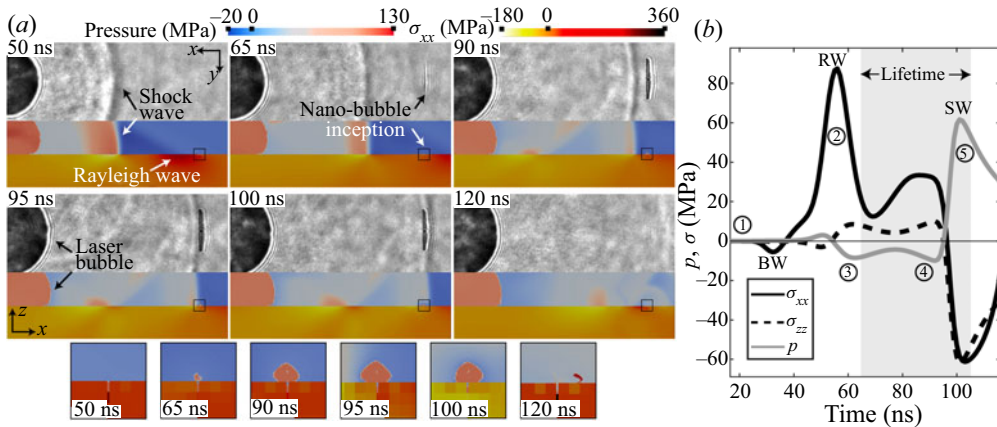 (a)
Pressure (MPa)
−20 0 130
σxx (MPa)
−180 0 360
50 ns
x
y
Shock
wave
Rayleigh wave
65 ns
Nano-bubble
inception
90 ns
95 ns
Laser
bubble
z
x
100 ns
120 ns
50 ns
65 ns
90 ns
95 ns
100 ns
120 ns
(b)
p, σ (MPa)
80
60
40
20
0
−20
−40
−60
RW
Lifetime
SW
BW
1
2
3
4
5
σxx
σzz
p
20 40 60 80 100
Time (ns)